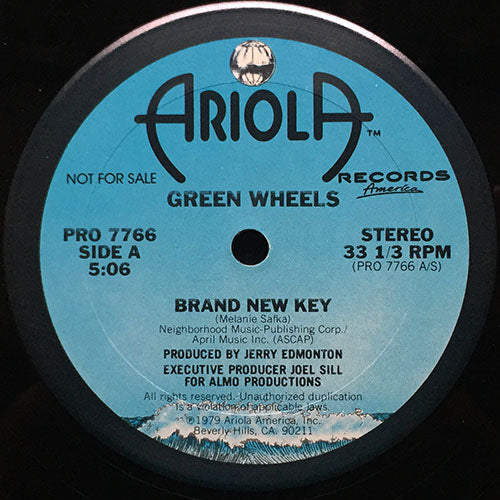 ARIOLA™
NOT FOR SALE
RECORDS
America
GREEN WHEELS
PRO 7766
SIDE A
5:06
STEREO
33 1/3 RPM
(PRO 7766 A/S)
BRAND NEW KEY
(Melanie Safka)
Neighborhood Music-Publishing Corp./
April Music Inc. (ASCAP)
PRODUCED BY JERRY EDMONTON
EXECUTIVE PRODUCER JOEL SILL
FOR ALMO PRODUCTIONS
All rights reserved. Unauthorized duplication
is a violation of applicable laws.
℗1979 Ariola America, Inc.
Beverly Hills, CA. 90211